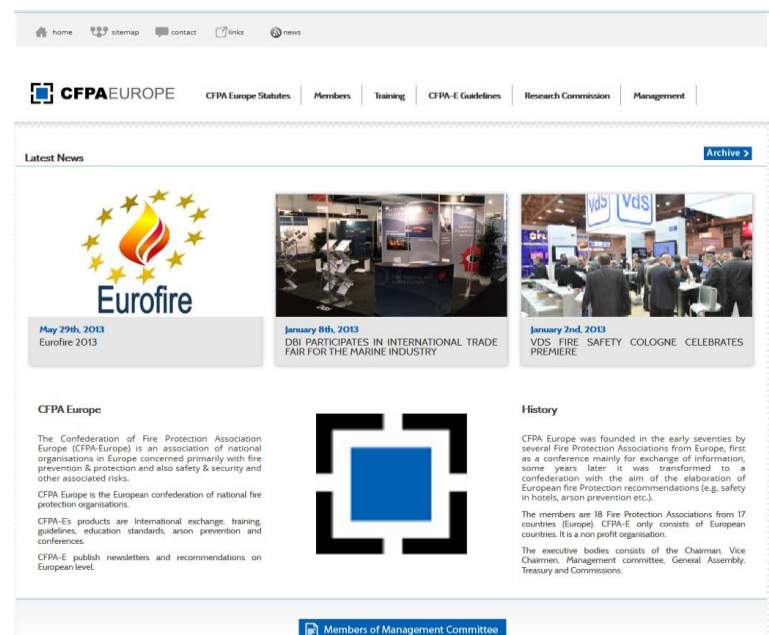 home sitemap contact links news
CFPAEUROPE
CFPA Europe Statutes Members Training CFPA-E Guidelines Research Commission Management
Latest News
Archive >
Eurofire
VdS VdS
DBI
May 29th, 2013
Eurofire 2013
January 8th, 2013
DBI PARTICIPATES IN INTERNATIONAL TRADE
FAIR FOR THE MARINE INDUSTRY
January 2nd, 2013
VDS FIRE SAFETY COLOGNE CELEBRATES
PREMIERE
CFPA Europe
The Confederation of Fire Protection Association
Europe (CFPA-Europe) is an association of national
organisations in Europe concerned primarily with fire
prevention & protection and also safety & security and
other associated risks.
CFPA Europe is the European confederation of national fire
protection organisations.
CFPA-E's products are International exchange, training,
guidelines, education standards, arson prevention and
conferences.
CFPA-E publish newsletters and recommendations on
European level.
History
CFPA Europe was founded in the early seventies by
several Fire Protection Associations from Europe, first
as a conference mainly for exchange of information,
some years later it was transformed to a
confederation with the aim of the elaboration of
European fire Protection recommendations (e.g. safety
in hotels, arson prevention etc.).
The members are 18 Fire Protection Associations from 17
countries (Europe). CFPA-E only consists of European
countries. It is a non profit organisation.
The executive bodies consists of the Chairman, Vice
Chairmen, Management committee, General Assembly,
Treasury and Commissions.
Members of Management Committee